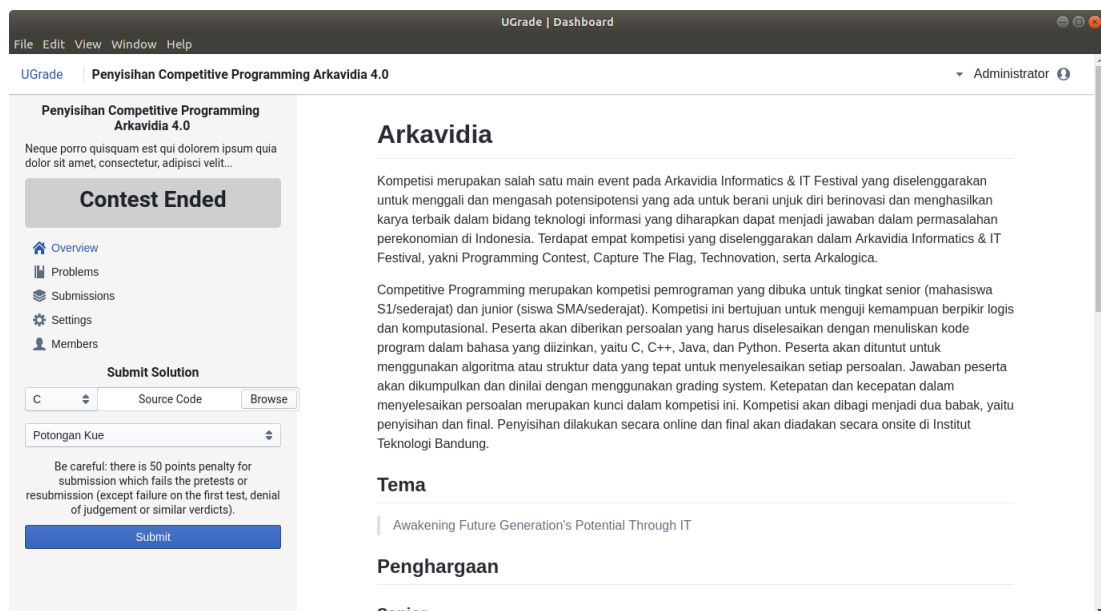 UGrade | Dashboard
File Edit View Window Help
UGrade
Penyisihan Competitive Programming Arkavidia 4.0
Administrator
Penyisihan Competitive Programming
Arkavidia 4.0
Neque porro quisquam est qui dolorem ipsum quia
dolor sit amet, consectetur, adipisci velit...
Contest Ended
Overview
Problems
Submissions
Settings
Members
Submit Solution
C
Source Code
Browse
Potongan Kue
Be careful: there is 50 points penalty for
submission which fails the pretests or
resubmission (except failure on the first test, denial
of judgement or similar verdicts).
Submit
Arkavidia
Kompetisi merupakan salah satu main event pada Arkavidia Informatics & IT Festival yang diselenggarakan
untuk menggali dan mengasah potensipotensi yang ada untuk berani unjuk diri berinovasi dan menghasilkan
karya terbaik dalam bidang teknologi informasi yang diharapkan dapat menjadi jawaban dalam permasalahan
perekonomian di Indonesia. Terdapat empat kompetisi yang diselenggarakan dalam Arkavidia Informatics & IT
Festival, yakni Programming Contest, Capture The Flag, Technovation, serta Arkalogica.
Competitive Programming merupakan kompetisi pemrograman yang dibuka untuk tingkat senior (mahasiswa
S1/sederajat) dan junior (siswa SMA/sederajat). Kompetisi ini bertujuan untuk menguji kemampuan berpikir logis
dan komputasional. Peserta akan diberikan persoalan yang harus diselesaikan dengan menuliskan kode
program dalam bahasa yang diizinkan, yaitu C, C++, Java, dan Python. Peserta akan dituntut untuk
menggunakan algoritma atau struktur data yang tepat untuk menyelesaikan setiap persoalan. Jawaban peserta
akan dikumpulkan dan dinilai dengan menggunakan grading system. Ketepatan dan kecepatan dalam
menyelesaikan persoalan merupakan kunci dalam kompetisi ini. Kompetisi akan dibagi menjadi dua babak, yaitu
penyisihan dan final. Penyisihan dilakukan secara online dan final akan diadakan secara onsite di Institut
Teknologi Bandung.
Tema
Awakening Future Generation's Potential Through IT
Penghargaan
Senior